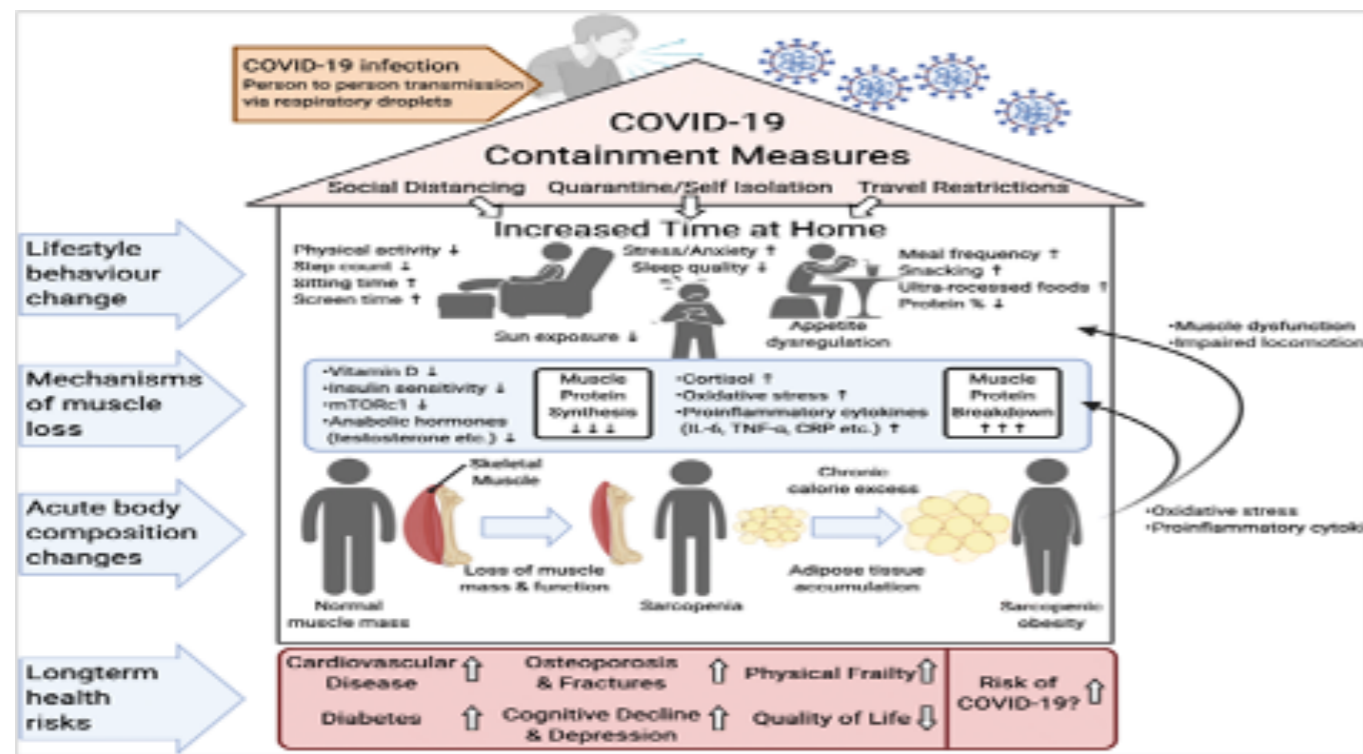 COVID-19 infection
Person to person transmission
via respiratory droplets
COVID-19
Containment Measures
Social Distancing Quarantine/Self Isolation Travel Restrictions
Increased Time at Home
Lifestyle
behaviour
change
Physical activity ↓
Step count ↓
Sitting time ↑
Screen time ↑
Stress/Anxiety ↑
Sleep quality ↓
Meal frequency ↑
Snacking ↑
Ultra-rocessed foods ↑
Protein % ↓
Sun exposure ↓
Appetite
dysregulation
•Muscle dysfunction
•Impaired locomotion
Mechanisms
of muscle
loss
•Vitamin D ↓
•Insulin sensitivity ↓
•mTORc1 ↓
•Anabolic hormones
(testosterone etc.) ↓
Muscle
Protein
Synthesis
↓ ↓ ↓
•Cortisol ↑
•Oxidative stress ↑
•Proinflammatory cytokines
(IL-6, TNF-α, CRP etc.) ↑
Muscle
Protein
Breakdown
↑ ↑ ↑
Acute body
composition
changes
Skeletal
Muscle
Chronic
calorie excess
•Oxidative stress
•Proinflammatory cytoki
Loss of muscle
mass & function
Adipose tissue
accumulation
Normal
muscle mass
Sarcopenia
Sarcopenic
obesity
Longterm
health
risks
Cardiovascular
Disease
Osteoporosis
& Fractures
Physical Frailty
Diabetes
Cognitive Decline
& Depression
Quality of Life
Risk of
COVID-19?